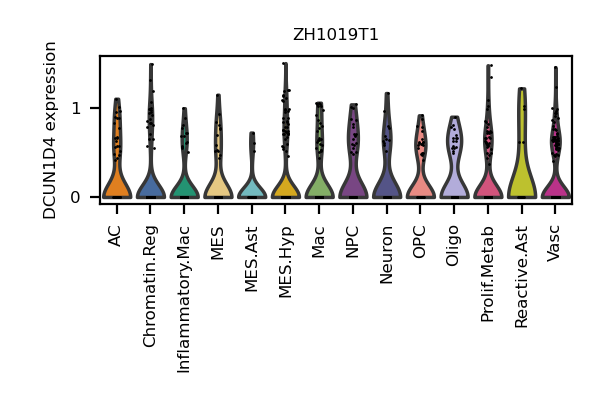 ZH1019T1
DCUN1D4 expression
1
0
AC
Chromatin.Reg
Inflammatory.Mac
MES
MES.Ast
MES.Hyp
Mac
NPC
Neuron
OPC
Oligo
Prolif.Metab
Reactive.Ast
Vasc